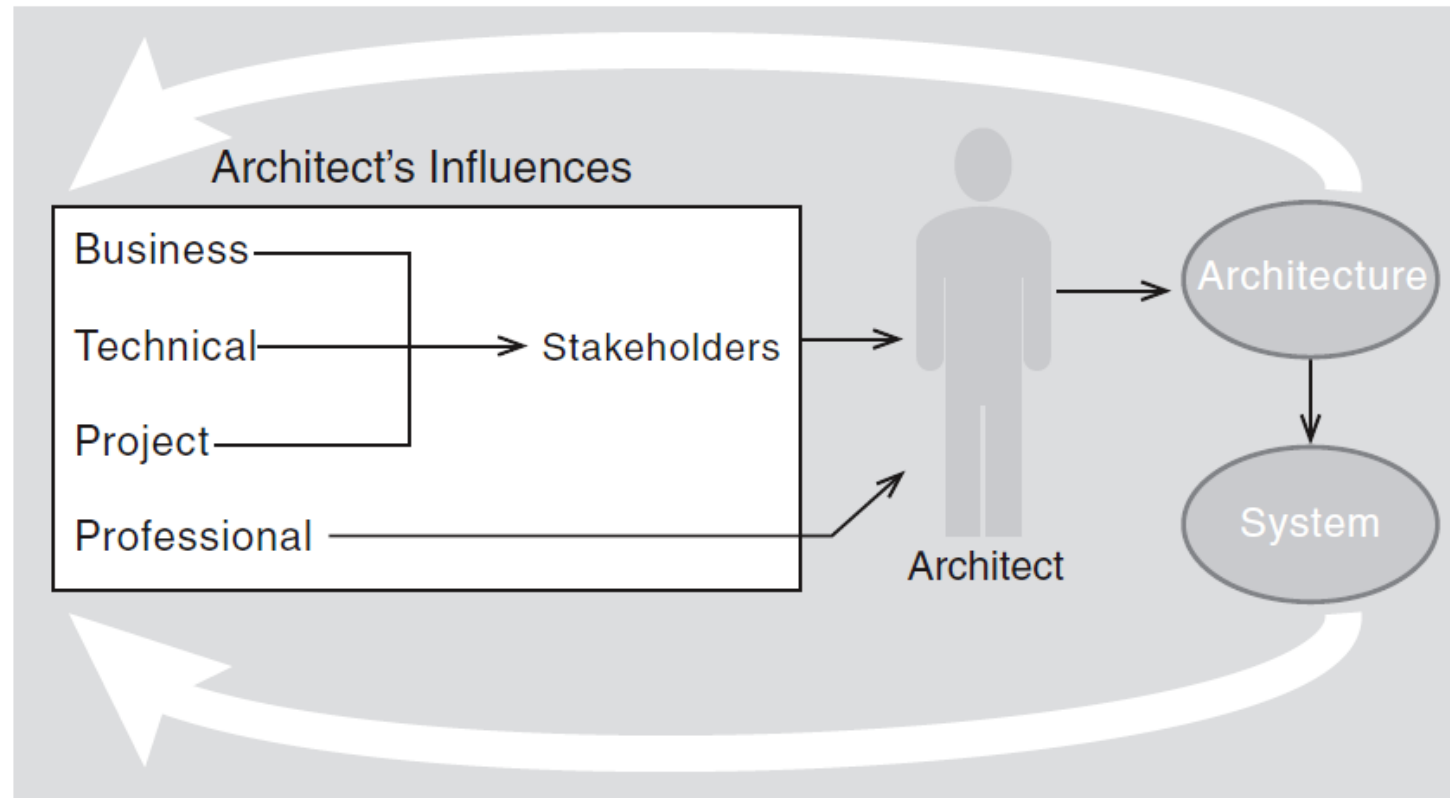 Architect’s Influences
Business
Technical
Stakeholders
Project
Professional
Architect
Architecture
System